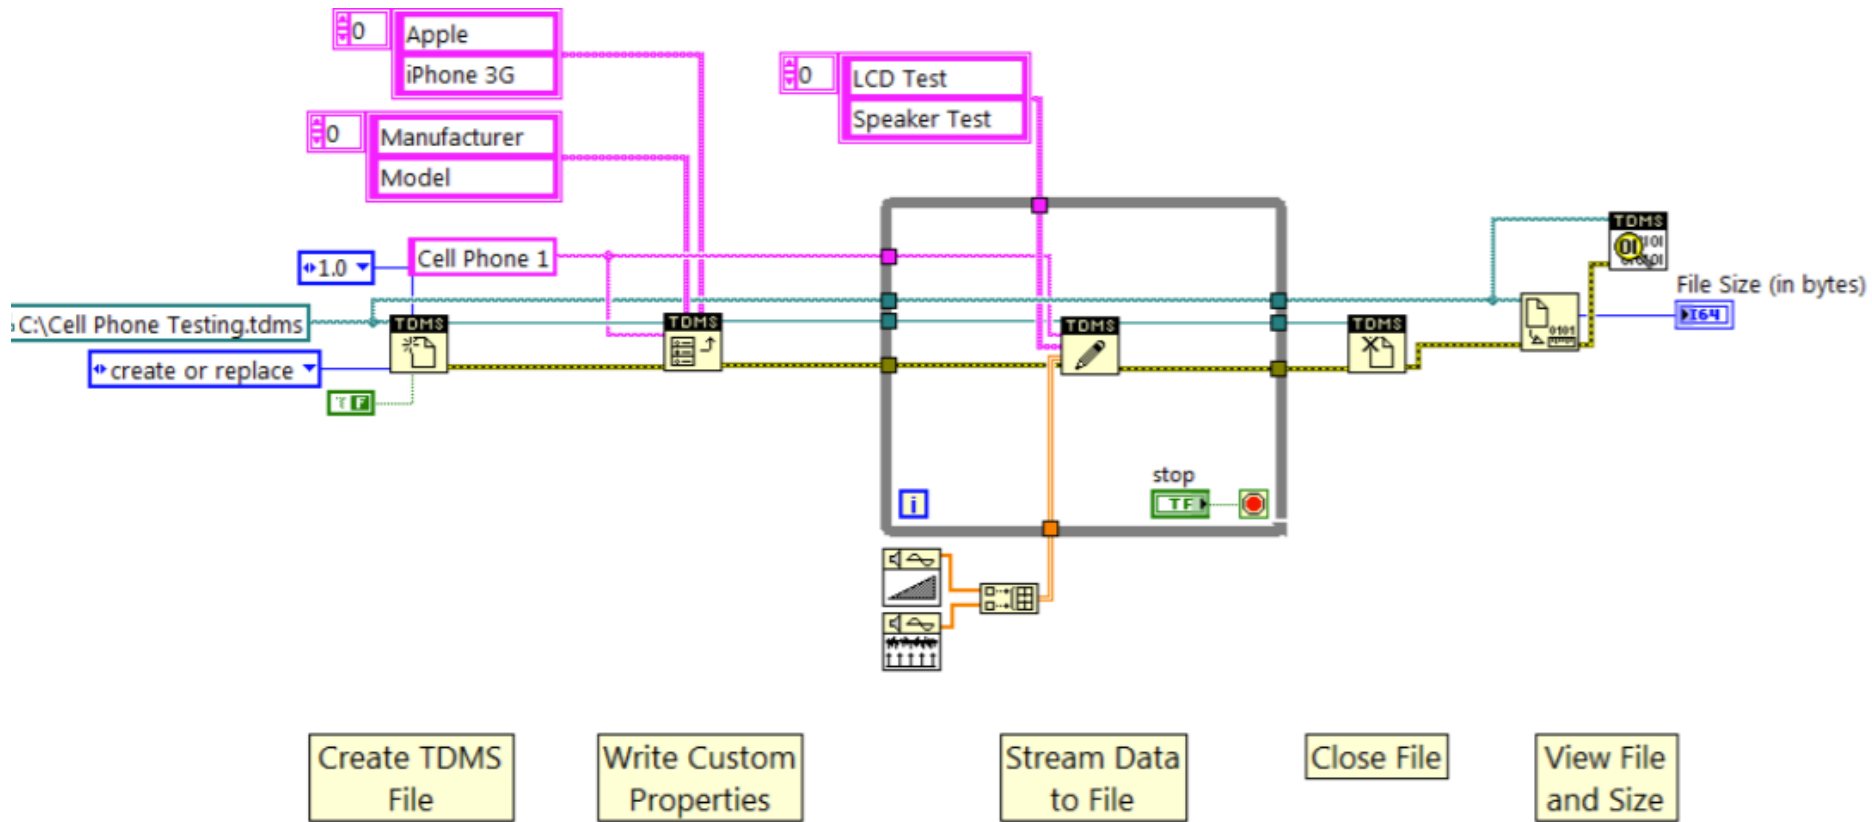 0
Apple
iPhone 3G
0
LCD Test
Speaker Test
0
Manufacturer
Model
1.0
Cell Phone 1
TDMS
File Size (in bytes)
I64
C:\Cell Phone Testing.tdms
TDMS
TDMS
TDMS
TDMS
create or replace
T F
stop
TF
i
Create TDMS
File
Write Custom
Properties
Stream Data
to File
Close File
View File
and Size